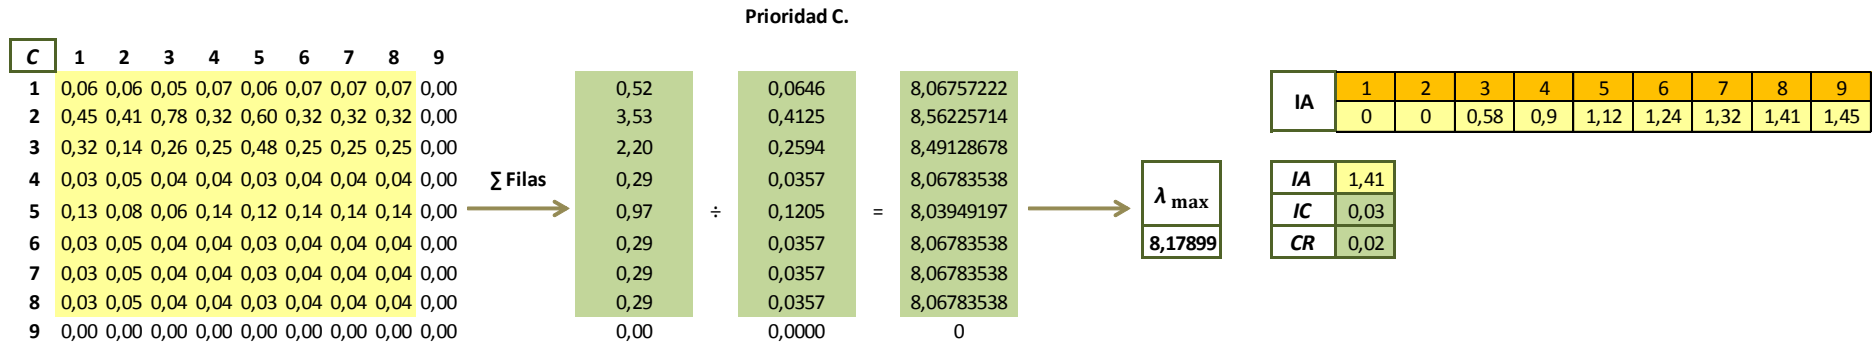 Prioridad C.
C 1 2 3 4 5 6 7 8 9
1 0,06 0,06 0,05 0,07 0,06 0,07 0,07 0,07 0,00 0,52 0,0646 8,06757222
IA 1 2 3 4 5 6 7 8 9
0 0 0,58 0,9 1,12 1,24 1,32 1,41 1,45
2 0,45 0,41 0,78 0,32 0,60 0,32 0,32 0,32 0,00 3,53 0,4125 8,56225714
3 0,32 0,14 0,26 0,25 0,48 0,25 0,25 0,25 0,00 2,20 0,2594 8,49128678
4 0,03 0,05 0,04 0,04 0,03 0,04 0,04 0,04 0,00 ∑ Filas 0,29 0,0357 8,06783538 IA 1,41
5 0,13 0,08 0,06 0,14 0,12 0,14 0,14 0,14 0,00 0,97 ÷ 0,1205 = 8,03949197 λ max IC 0,03
6 0,03 0,05 0,04 0,04 0,03 0,04 0,04 0,04 0,00 0,29 0,0357 8,06783538 8,17899 CR 0,02
7 0,03 0,05 0,04 0,04 0,03 0,04 0,04 0,04 0,00 0,29 0,0357 8,06783538
8 0,03 0,05 0,04 0,04 0,03 0,04 0,04 0,04 0,00 0,29 0,0357 8,06783538
9 0,00 0,00 0,00 0,00 0,00 0,00 0,00 0,00 0,00 0,00 0,0000 0